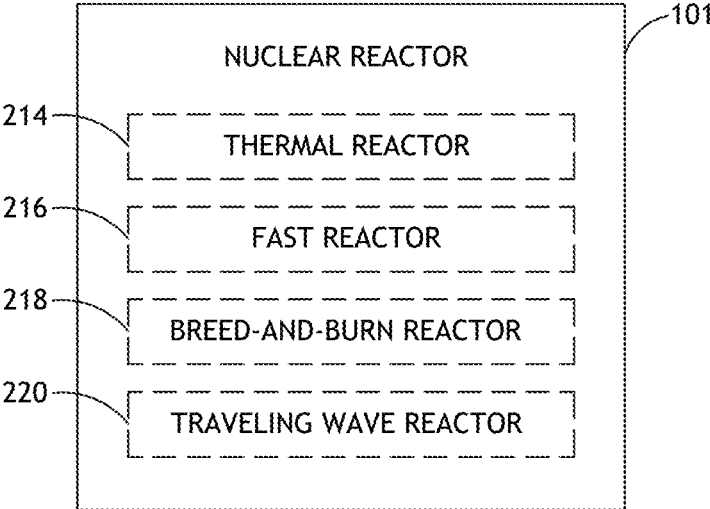 101
NUCLEAR REACTOR
214
THERMAL REACTOR
216
FAST REACTOR
218
BREED-AND-BURN REACTOR
220
TRAVELING WAVE REACTOR